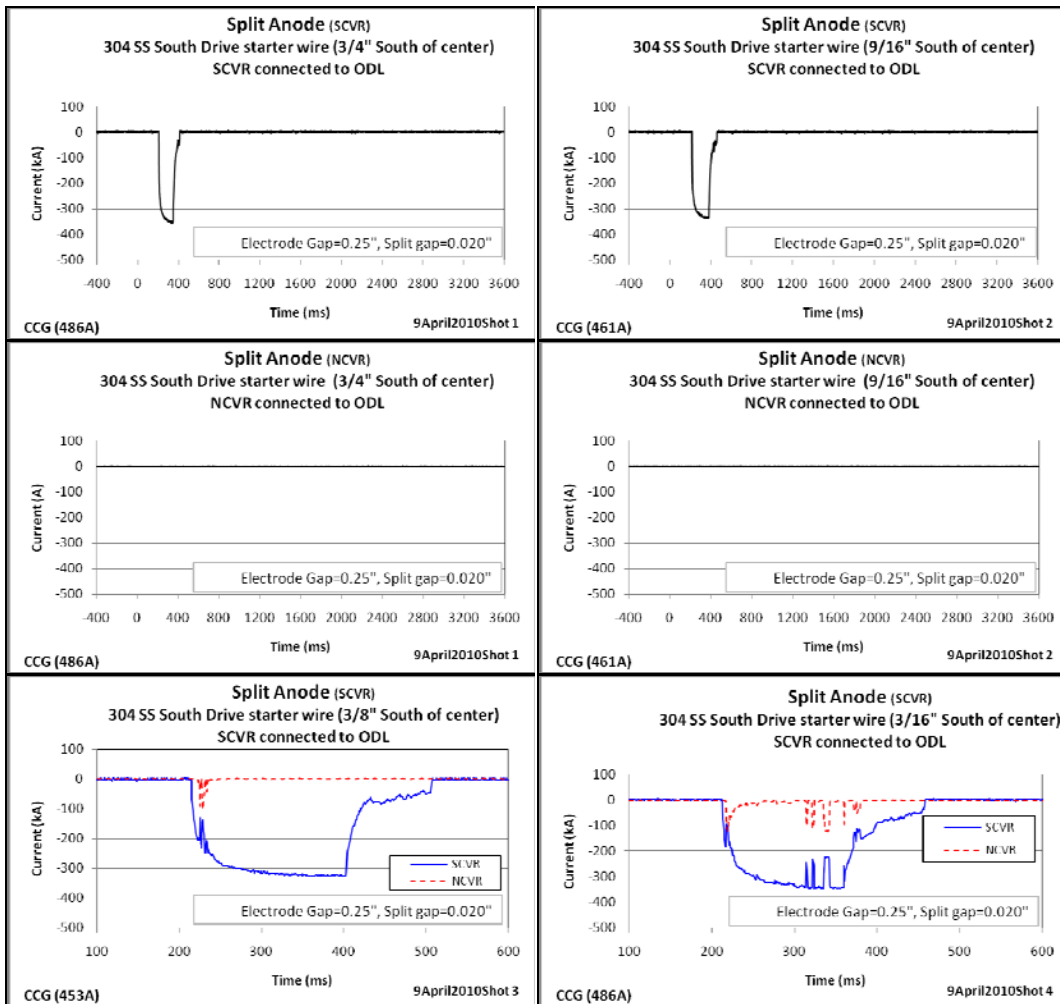 Split Anode (SCVR)
304 SS South Drive starter wire (3/4" South of center)
SCVR connected to ODL
100
0
-100
-200
-300
-400
-500
Current (kA)
Electrode Gap=0.25", Split gap=0.020"
-400 0 400 800 1200 1600 2000 2400 2800 3200 3600
Time (ms)
CCG (486A)
9April2010Shot 1
Split Anode (SCVR)
304 SS South Drive starter wire (9/16" South of center)
SCVR connected to ODL
100
0
-100
-200
-300
-400
-500
Current (kA)
Electrode Gap=0.25", Split gap=0.020"
-400 0 400 800 1200 1600 2000 2400 2800 3200 3600
Time (ms)
CCG (461A)
9April2010Shot 2
Split Anode (NCVR)
304 SS South Drive starter wire (3/4" South of center)
NCVR connected to ODL
100
0
-100
-200
-300
-400
-500
Current (A)
Electrode Gap=0.25", Split gap=0.020"
-400 0 400 800 1200 1600 2000 2400 2800 3200 3600
Time (ms)
CCG (486A)
9April2010Shot 1
Split Anode (NCVR)
304 SS South Drive starter wire (9/16" South of center)
NCVR connected to ODL
100
0
-100
-200
-300
-400
-500
Current (A)
Electrode Gap=0.25", Split gap=0.020"
-400 0 400 800 1200 1600 2000 2400 2800 3200 3600
Time (ms)
CCG (461A)
9April2010Shot 2
Split Anode (SCVR)
304 SS South Drive starter wire (3/8" South of center)
SCVR connected to ODL
100
0
-100
-200
-300
-400
-500
Current (kA)
SCVR
NCVR
Electrode Gap=0.25", Split gap=0.020"
100 200 300 400 500 600
Time (ms)
CCG (453A)
9April2010Shot 3
Split Anode (SCVR)
304 SS South Drive starter wire (3/16" South of center)
SCVR connected to ODL
100
0
-100
-200
-300
-400
-500
Current (kA)
SCVR
NCVR
Electrode Gap=0.25", Split gap=0.020"
100 200 300 400 500 600
Time (ms)
CCG (486A)
9April2010Shot 4